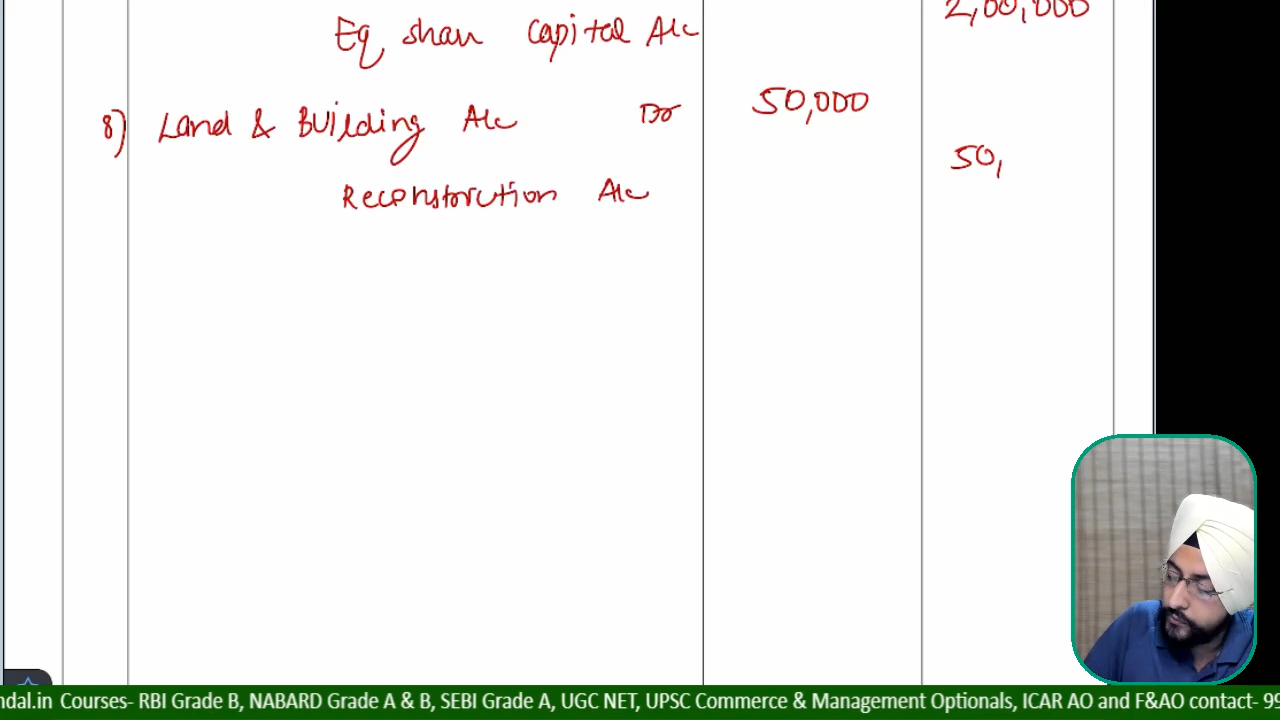 2,00,000
Eq share Capital A/c
8) Land & Building A/c Dr 50,000
50,
Reconstruction A/c
ndal.in Courses- RBI Grade B, NABARD Grade A & B, SEBI Grade A, UGC NET, UPSC Commerce & Management Optionals, ICAR AO and F&AO contact- 99